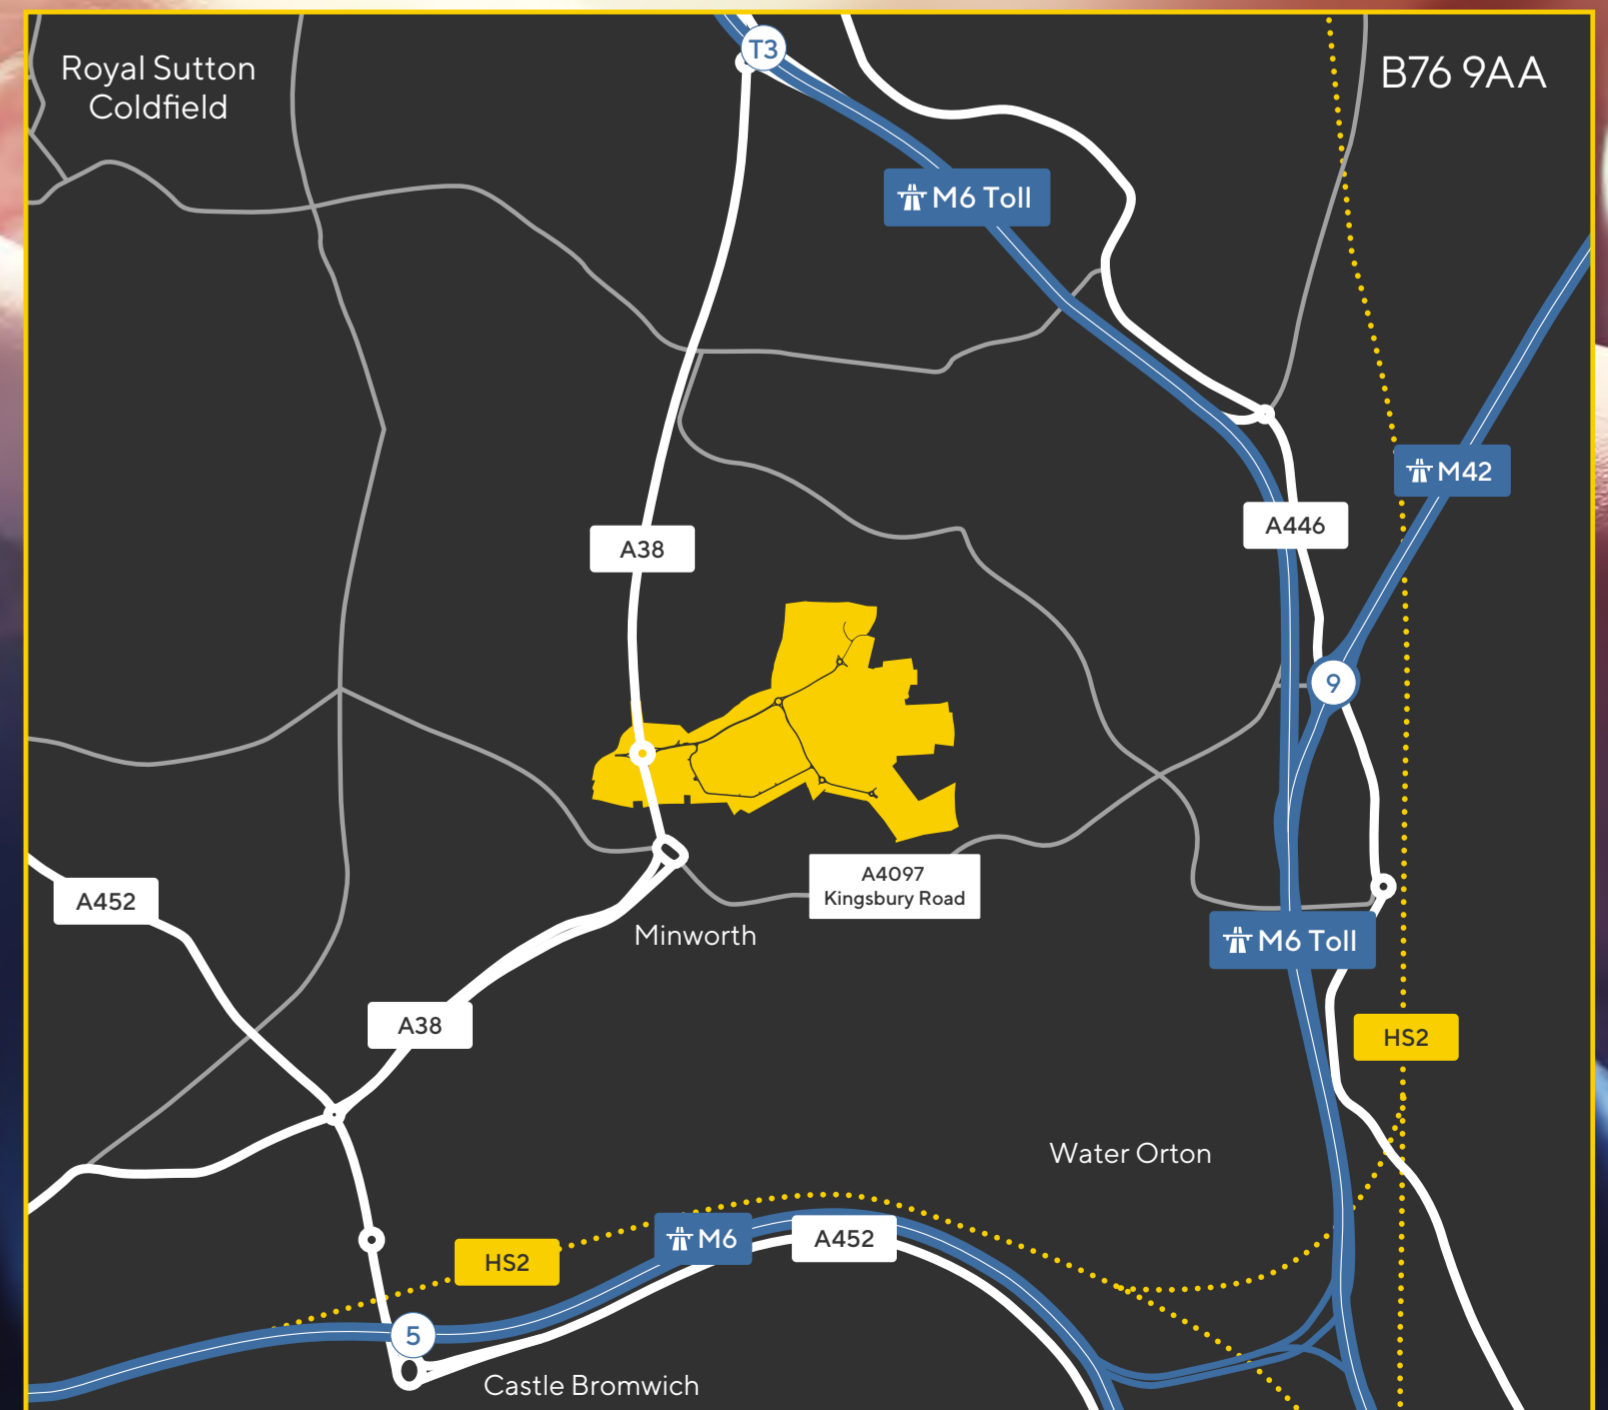 T3
Royal Sutton
Coldfield
B76 9AA
M6 Toll
M42
A446
A38
9
A4097
Kingsbury Road
A452
Minworth
M6 Toll
A38
HS2
Water Orton
M6
A452
HS2
5
Castle Bromwich